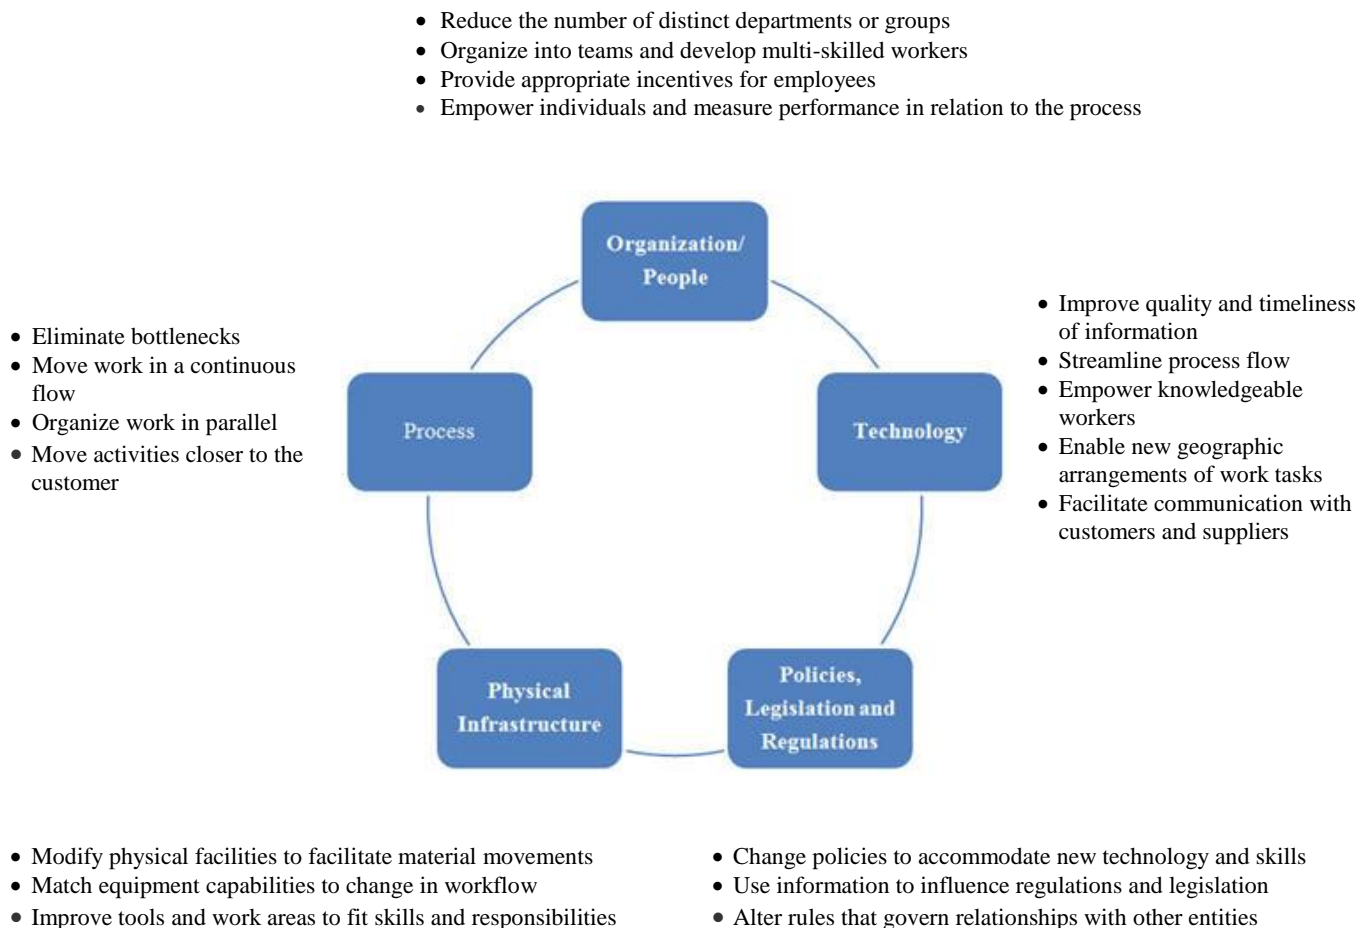 • Reduce the number of distinct departments or groups
• Organize into teams and develop multi-skilled workers
• Provide appropriate incentives for employees
• Empower individuals and measure performance in relation to the process
Organization/
People
• Eliminate bottlenecks
• Move work in a continuous
flow
• Organize work in parallel
• Move activities closer to the
customer
Process
Technology
• Improve quality and timeliness
of information
• Streamline process flow
• Empower knowledgeable
workers
• Enable new geographic
arrangements of work tasks
• Facilitate communication with
customers and suppliers
Physical
Infrastructure
Policies,
Legislation and
Regulations
• Modify physical facilities to facilitate material movements
• Match equipment capabilities to change in workflow
• Improve tools and work areas to fit skills and responsibilities
• Change policies to accommodate new technology and skills
• Use information to influence regulations and legislation
• Alter rules that govern relationships with other entities